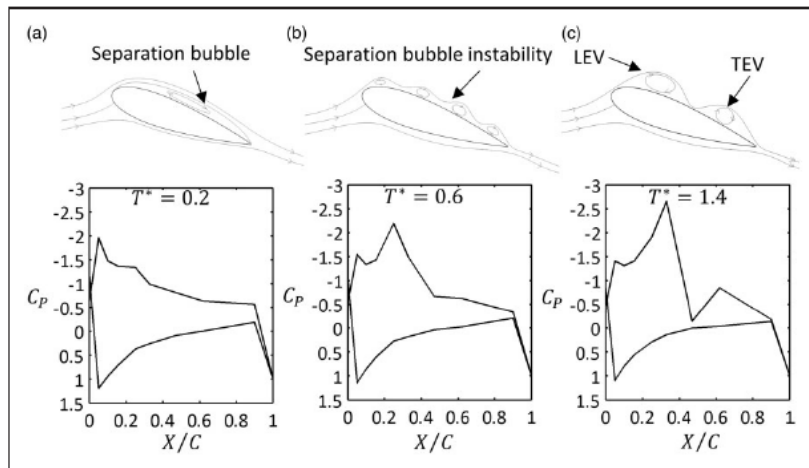 (a)
Separation bubble
(b)
Separation bubble instability
(c)
LEV
TEV
T* = 0.2
-3
-2.5
-2
-1.5
-1
-0.5
0
0.5
1
1.5
C_P
0 0.2 0.4 0.6 0.8 1
X/C
T* = 0.6
-3
-2.5
-2
-1.5
-1
-0.5
0
0.5
1
1.5
C_P
0 0.2 0.4 0.6 0.8 1
X/C
T* = 1.4
-3
-2.5
-2
-1.5
-1
-0.5
0
0.5
1
1.5
C_P
0 0.2 0.4 0.6 0.8 1
X/C